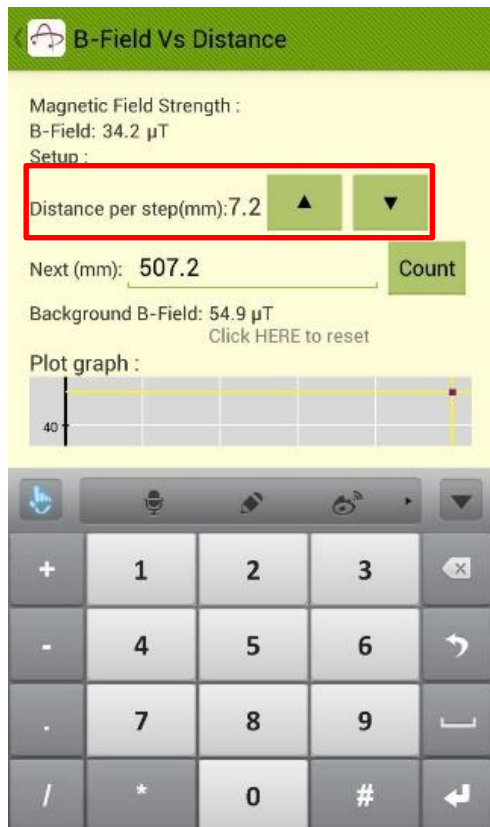 B-Field Vs Distance
Magnetic Field Strength :
B-Field: 34.2 µT
Setup :
Distance per step(mm):7.2 ▲ ▼
Next (mm): 507.2 Count
Background B-Field: 54.9 µT
Click HERE to reset
Plot graph :
40
+ 1 2 3
- 4 5 6
. 7 8 9
/ * 0 #